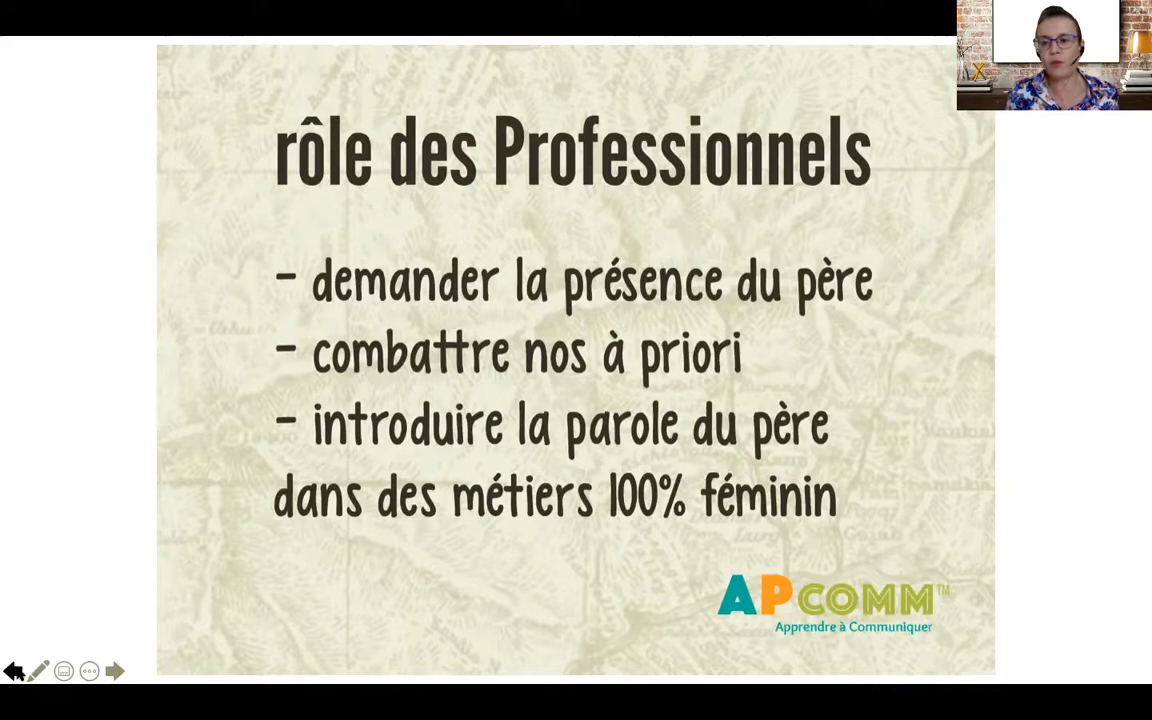 rôle des Professionnels
- demander la présence du père
- combattre nos à priori
- introduire la parole du père
dans des métiers 100% féminin
APCOMM™
Apprendre à Communiquer